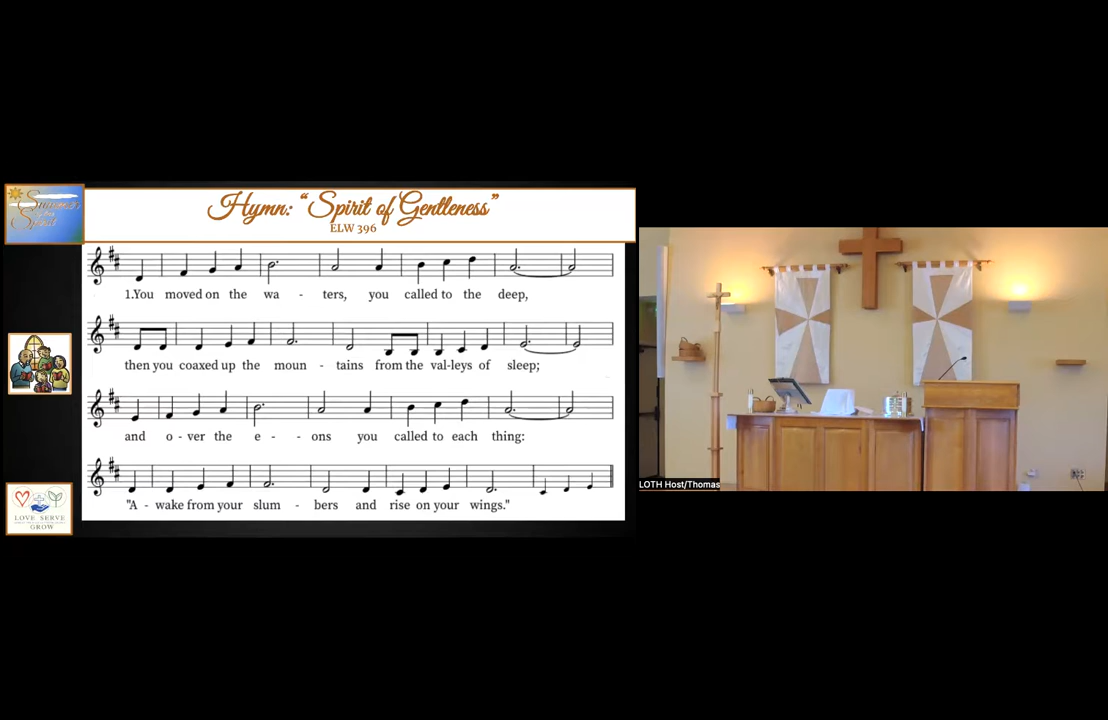 Summer
Spirit
Hymn: "Spirit of Gentleness"
ELW 396
1.You moved on the wa - ters, you called to the deep,
then you coaxed up the moun - tains from the val-leys of sleep;
and o - ver the e - - ons you called to each thing:
"A - wake from your slum - bers and rise on your wings."
LOVE SERVE
GROW
LOTH Host/Thomas